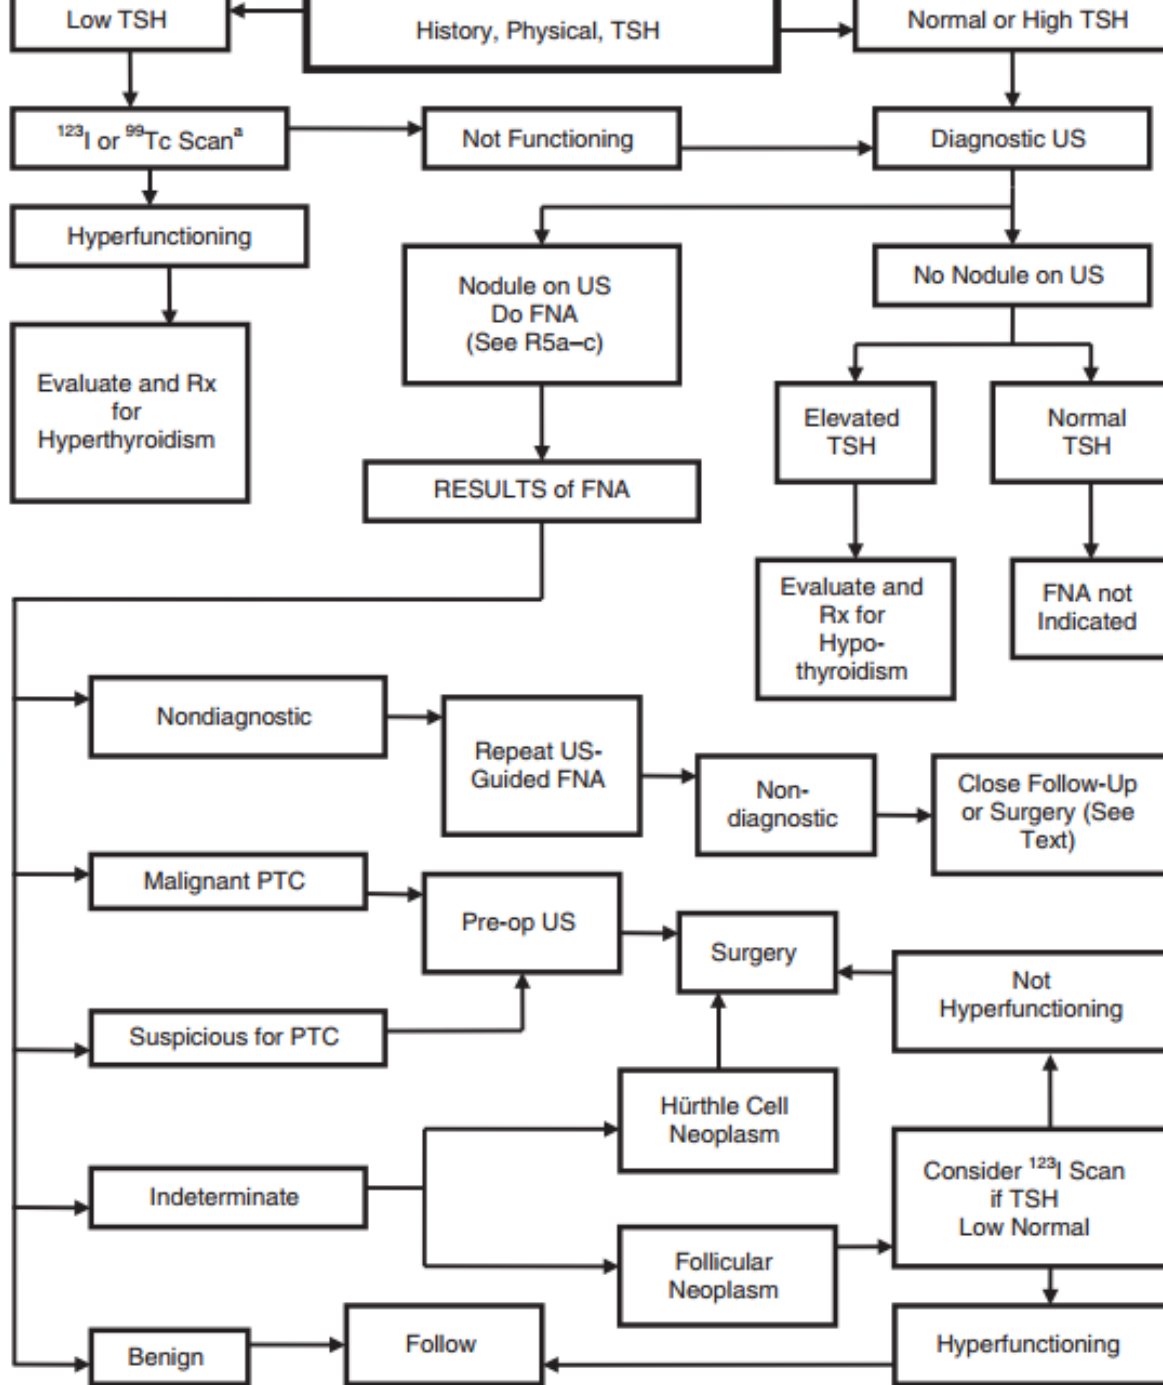 Low TSH
History, Physical, TSH
Normal or High TSH
¹²³I or ⁹⁹Tc Scanᵃ
Not Functioning
Diagnostic US
Hyperfunctioning
Nodule on US
Do FNA
(See R5a–c)
No Nodule on US
Evaluate and Rx
for
Hyperthyroidism
Elevated
TSH
Normal
TSH
RESULTS of FNA
Evaluate and
Rx for
Hypo-
thyroidism
FNA not
Indicated
Nondiagnostic
Repeat US-
Guided FNA
Non-
diagnostic
Close Follow-Up
or Surgery (See
Text)
Malignant PTC
Pre-op US
Surgery
Not
Hyperfunctioning
Suspicious for PTC
Hürthle Cell
Neoplasm
Indeterminate
Consider ¹²³I Scan
if TSH
Low Normal
Follicular
Neoplasm
Benign
Follow
Hyperfunctioning